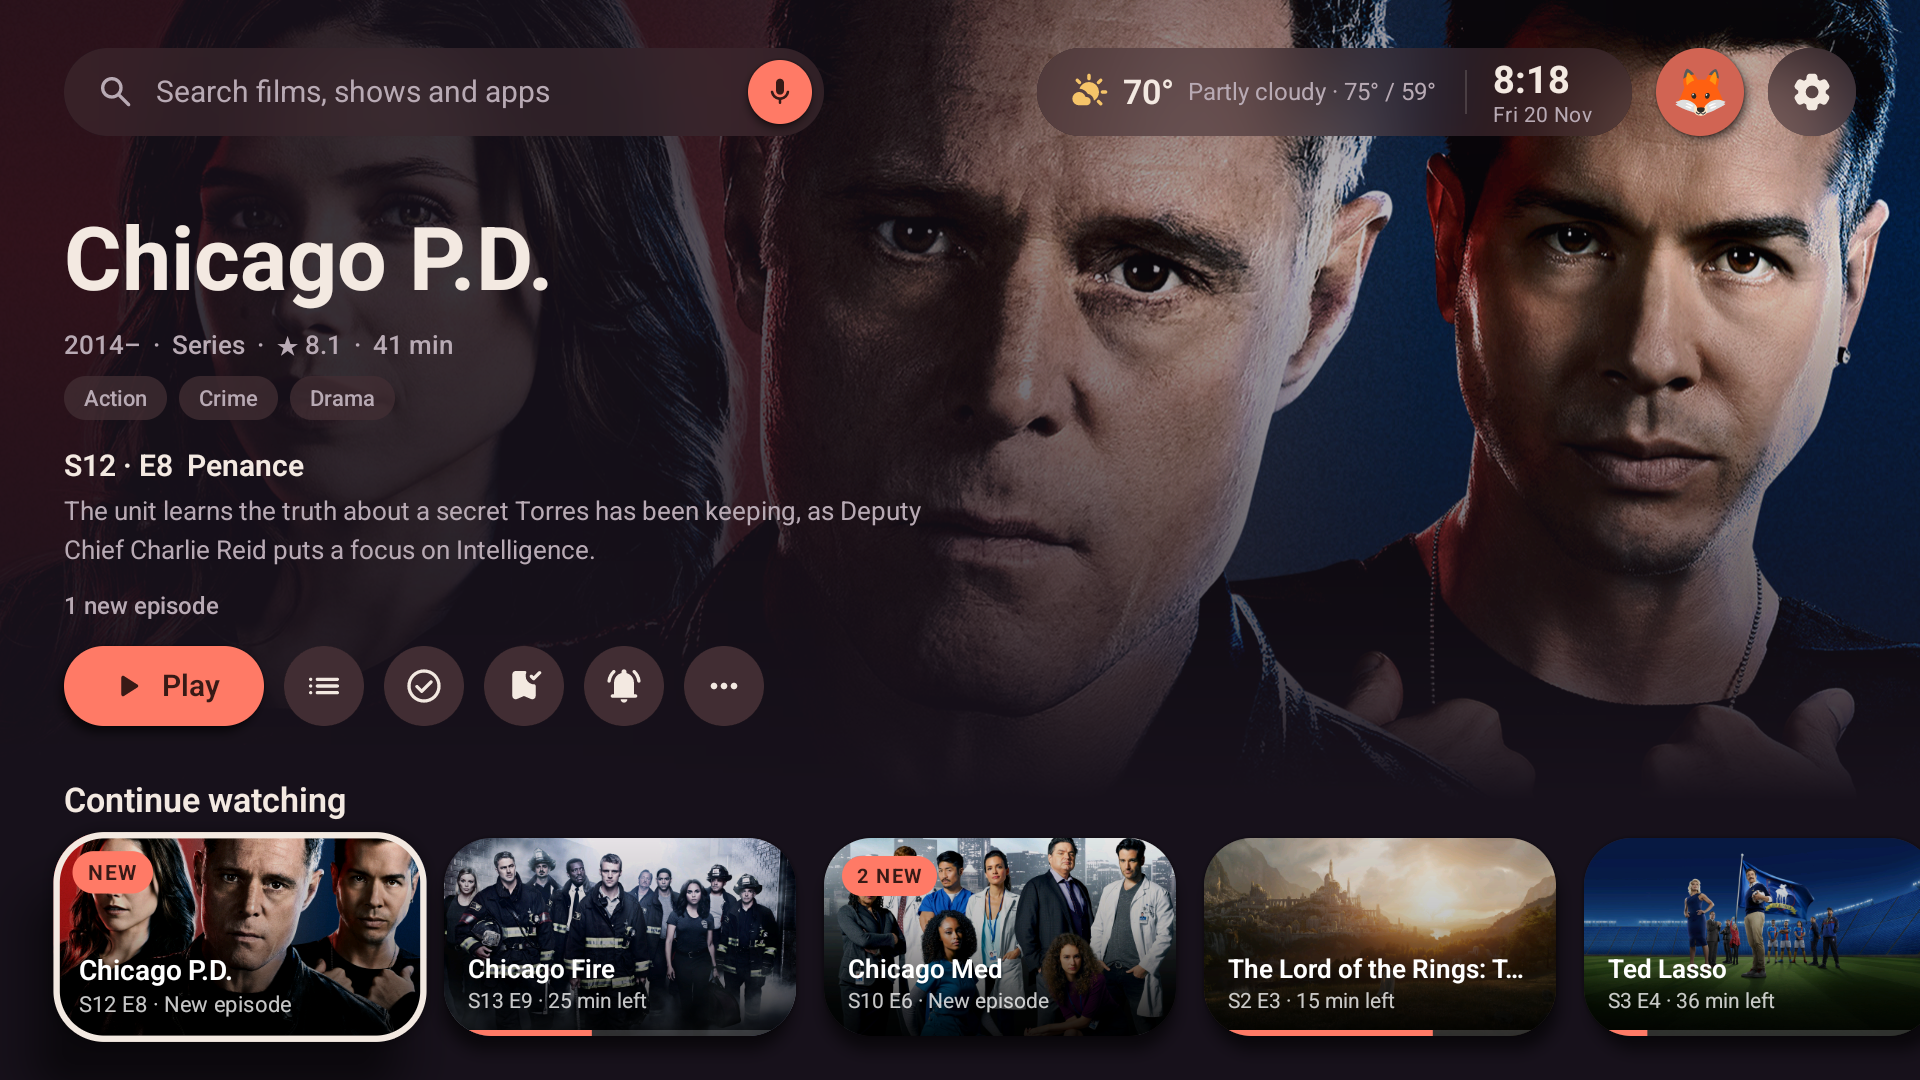 Search films, shows and apps
70° Partly cloudy · 75° / 59°
8:18
Fri 20 Nov
Chicago P.D.
2014– · Series · ★ 8.1 · 41 min
Action Crime Drama
S12 · E8 Penance
The unit learns the truth about a secret Torres has been keeping, as Deputy
Chief Charlie Reid puts a focus on Intelligence.
1 new episode
Play
Continue watching
NEW
Chicago P.D.
S12 E8 · New episode
Chicago Fire
S13 E9 · 25 min left
2 NEW
Chicago Med
S10 E6 · New episode
The Lord of the Rings: T...
S2 E3 · 15 min left
Ted Lasso
S3 E4 · 36 min left